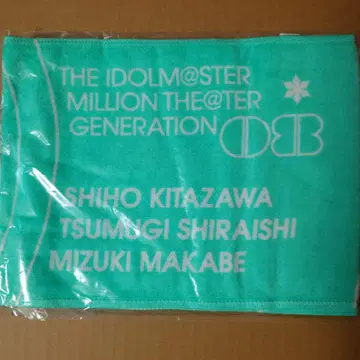 THE IDOLM@STER
MILLION THE@TER
GENERATION
SHIHO KITAZAWA
TSUMUGI SHIRAISHI
MIZUKI MAKABE